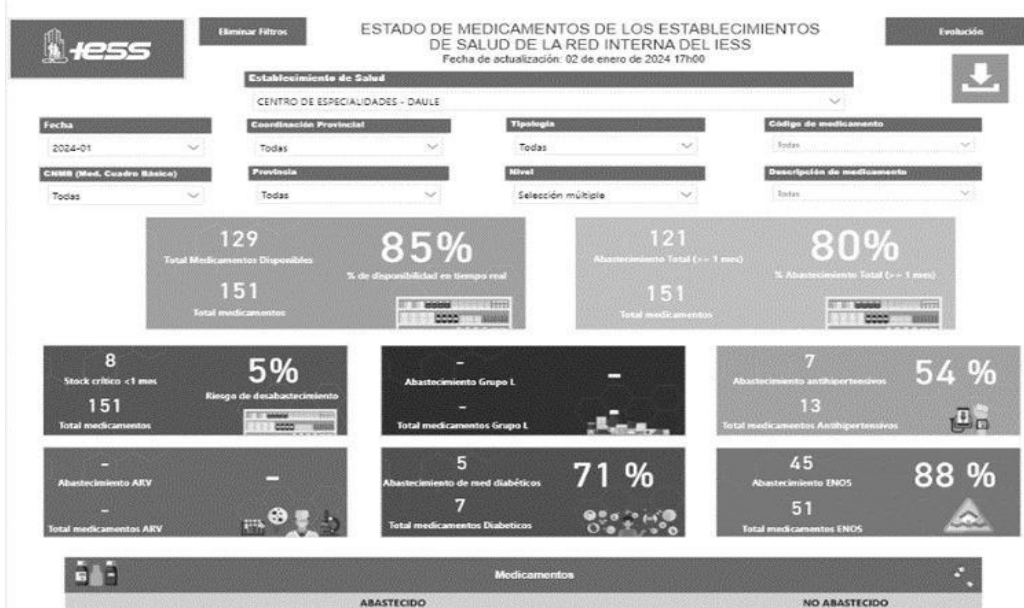 iess
Eliminar Filtros
ESTADO DE MEDICAMENTOS DE LOS ESTABLECIMIENTOS
DE SALUD DE LA RED INTERNA DEL IESS
Fecha de actualización: 02 de enero de 2024 17h00
Evolución
Establecimiento de Salud
CENTRO DE ESPECIALIDADES - DAULE
Fecha
Coordinación Provincial
Tipología
Código de medicamento
2024-01
Todas
Todas
Todas
CNMB (Med. Cuadro Básico)
Provincia
Nivel
Descripción de medicamento
Todas
Todas
Selección múltiple
Todas
129
Total Medicamentos Disponibles
151
Total medicamentos
85%
% de disponibilidad en tiempo real
121
Abastecimiento Total (>= 1 mes)
151
Total medicamentos
80%
% Abastecimiento Total (>= 1 mes)
8
Stock crítico <1 mes
151
Total medicamentos
5%
Riesgo de desabastecimiento
-
Abastecimiento Grupo L
-
Total medicamentos Grupo L
-
7
Abastecimiento antihipertensivos
13
Total medicamentos Antihipertensivos
54 %
-
Abastecimiento ARV
-
Total medicamentos ARV
-
5
Abastecimiento de med diabéticos
7
Total medicamentos Diabeticos
71 %
45
Abastecimiento ENOS
51
Total medicamentos ENOS
88 %
Medicamentos
ABASTECIDO
NO ABASTECIDO